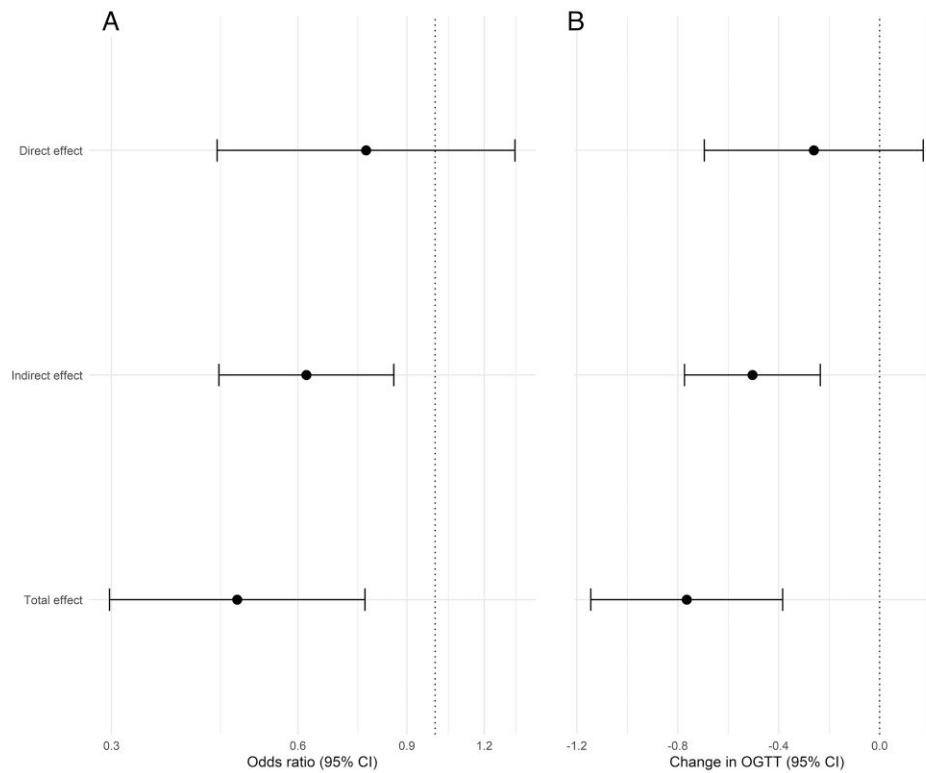 A
B
Direct effect
Indirect effect
Total effect
0.3
0.6
0.9
1.2
-1.2
-0.8
-0.4
0.0
Odds ratio (95% CI)
Change in OGTT (95% CI)